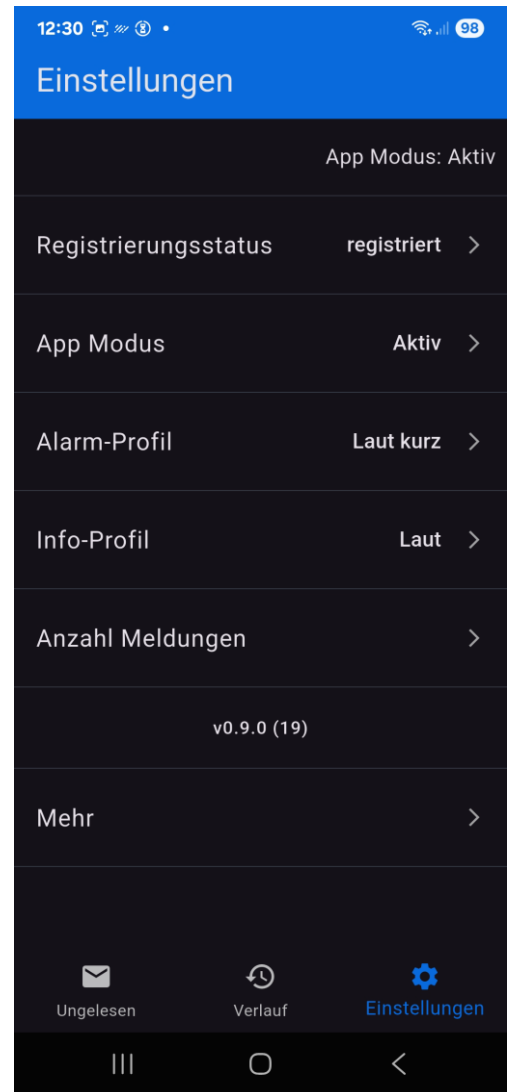 12:30
98
Einstellungen
App Modus: Aktiv
Registrierungsstatus registriert
App Modus Aktiv
Alarm-Profil Laut kurz
Info-Profil Laut
Anzahl Meldungen
v0.9.0 (19)
Mehr
Ungelesen Verlauf Einstellungen